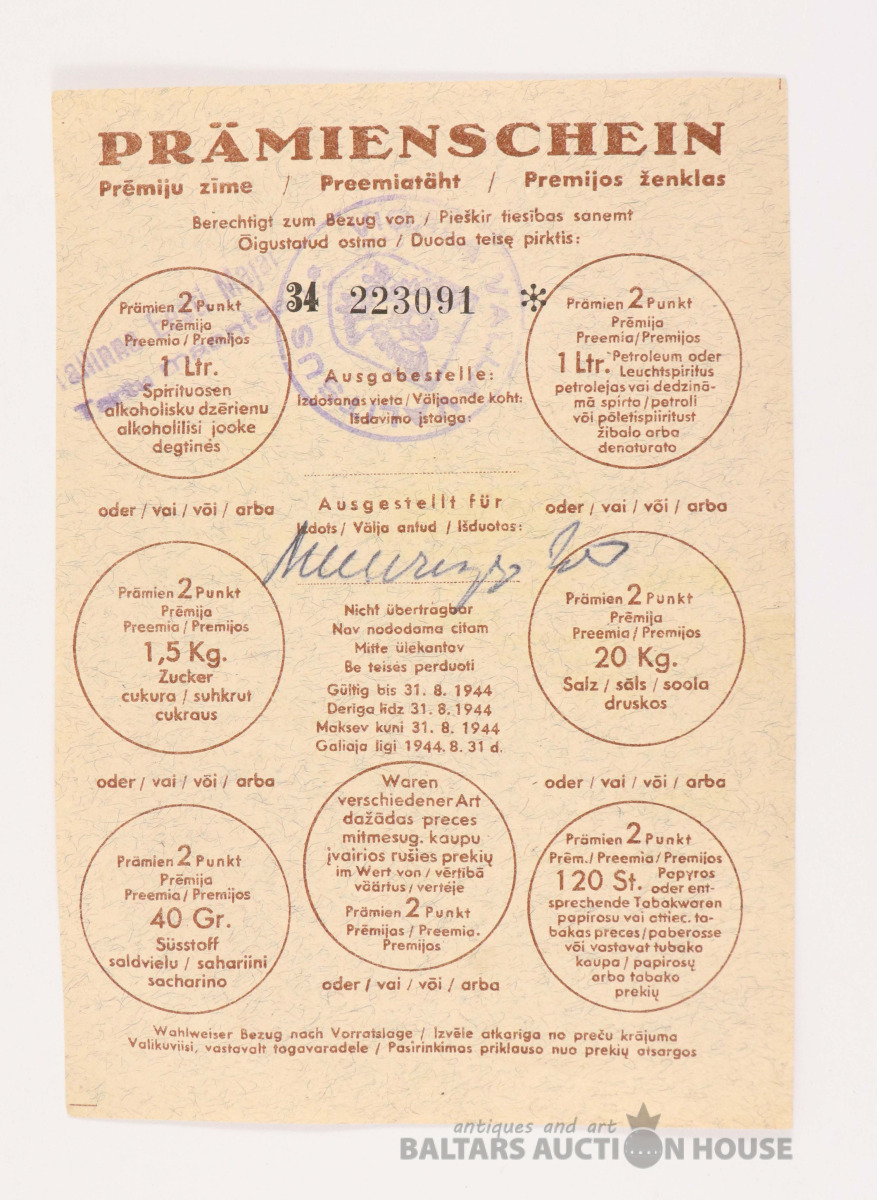 PRÄMIENSCHEIN
Prēmiju zīme / Preemiatäht / Premijos ženklas
Berechtigt zum Bezug von / Pieškir tiesības saņemt
Õigustatud ostma / Duoda teisę pirktis:
34 223091 *
Prämien 2 Punkt
Prēmija
Preemia / Premijos
1 Ltr.
Spirituosen
alkoholisku dzērienu
alkoholilisi jooke
degtinės
Prämien 2 Punkt
Prēmija
Preemia/Premijos
1 Ltr. Petroleum oder
Leuchtspiritus
petrolejas vai dedzinā-
mā spirta / petroli
või põletispiiritust
žibalo arba
denaturato
Ausgabestelle:
Izdošanas vieta / Väljaande koht:
Išdavimo įstaiga:
oder / vai / või / arba
Ausgestellt für
Izdots / Välja antud / Išduotas:
oder / vai / või / arba
Prämien 2 Punkt
Prēmija
Preemia / Premijos
1,5 Kg.
Zucker
cukura / suhkrut
cukraus
Nicht übertragbar
Nav nododama citam
Mitte ülekantav
Be teisės perduoti
Gültig bis 31. 8. 1944
Derīga līdz 31. 8. 1944
Maksev kuni 31. 8. 1944
Galioja ligi 1944. 8. 31 d.
Prämien 2 Punkt
Prēmija
Preemia / Premijos
20 Kg.
Salz / sāls / soola
druskos
oder / vai / või / arba
oder / vai / või / arba
Prämien 2 Punkt
Prēmija
Preemia / Premijos
40 Gr.
Süsstoff
saldvielu / sahariini
sacharino
Waren
verschiedener Art
dažādas preces
mitmesug. kaupu
įvairios rušies prekių
im Wert von / vērtībā
väärtus / vertėje
Prämien 2 Punkt
Prēmijas / Preemia.
Premijos
oder / vai / või / arba
Prämien 2 Punkt
Prēm./ Preemia / Premijos
120 St. Papyros
oder ent-
sprechende Tabakwaren
papirosu vai attiec. ta-
bakas preces / paberosse
või vastavat tubaka
kaupa / papirosų
arba tabako
prekių
Wahlweiser Bezug nach Vorratslage / Izvēle atkarīga no preču krājuma
Valikuviisi, vastavalt tagavaradele / Pasirinkimas priklauso nuo prekių atsargos
antiques and art
BALTARS AUCTION HOUSE